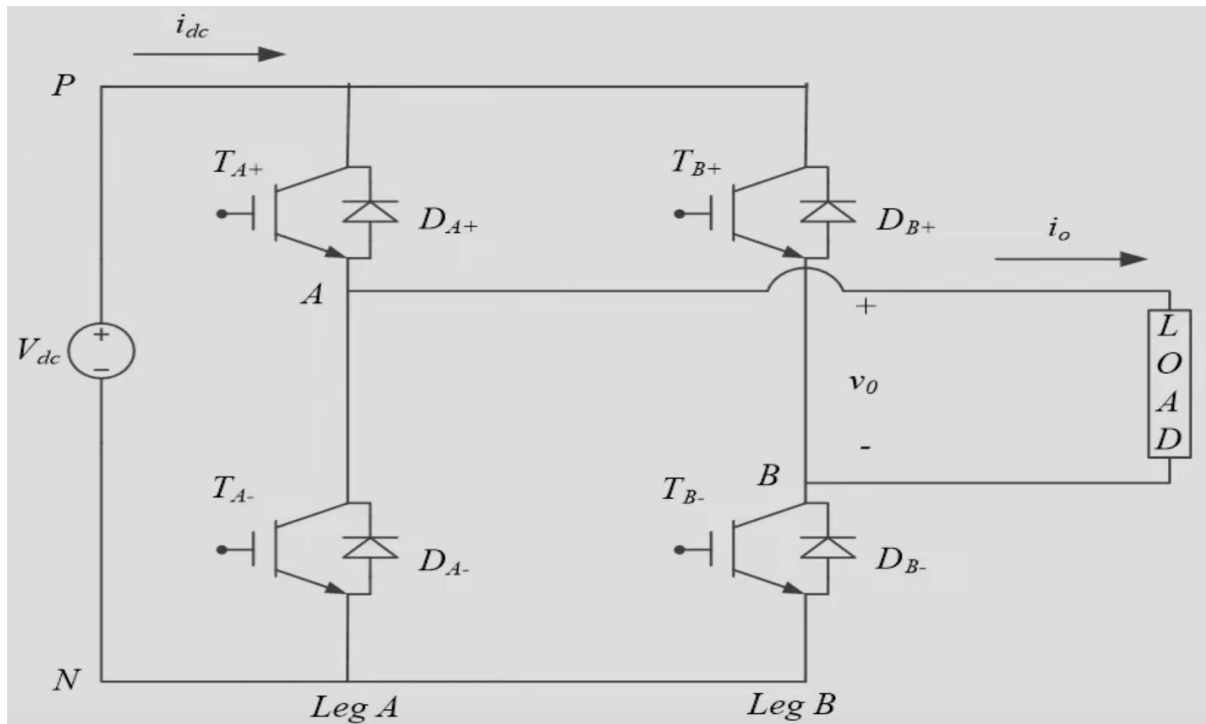 i_dc
P
T_A+
T_B+
D_A+
D_B+
i_o
A
+
V_dc
+
−
v_0
L
O
A
D
-
B
T_A-
T_B-
D_A-
D_B-
N
Leg A
Leg B